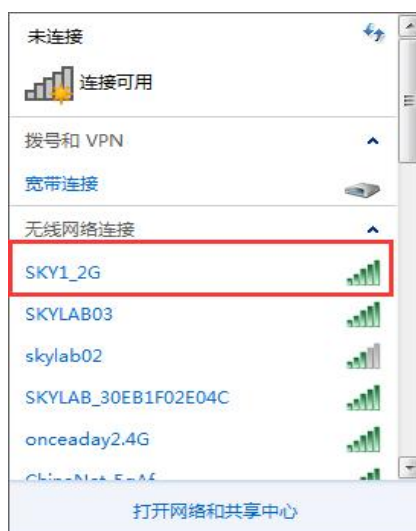 未连接
连接可用
拨号和 VPN
宽带连接
无线网络连接
SKY1_2G
SKYLAB03
skylab02
SKYLAB_30EB1F02E04C
onceaday2.4G
打开网络和共享中心